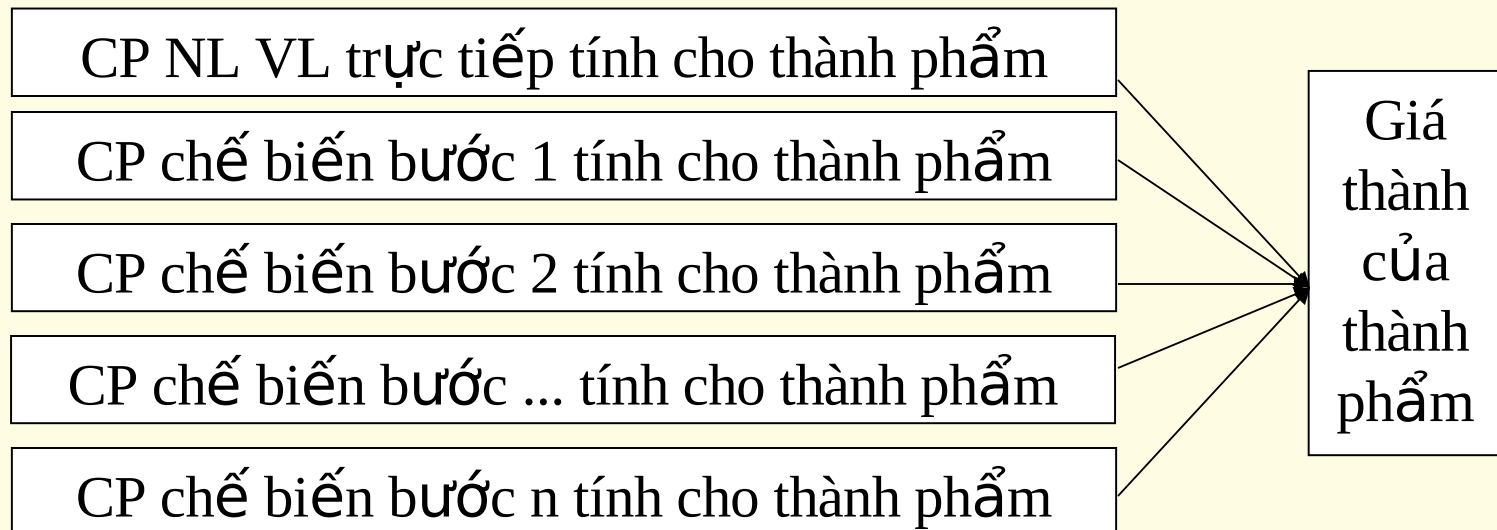 CP NL VL trực tiếp tính cho thành phẩm
CP chế biến bước 1 tính cho thành phẩm
CP chế biến bước 2 tính cho thành phẩm
CP chế biến bước ... tính cho thành phẩm
CP chế biến bước n tính cho thành phẩm
Giá
thành
của
thành
phẩm